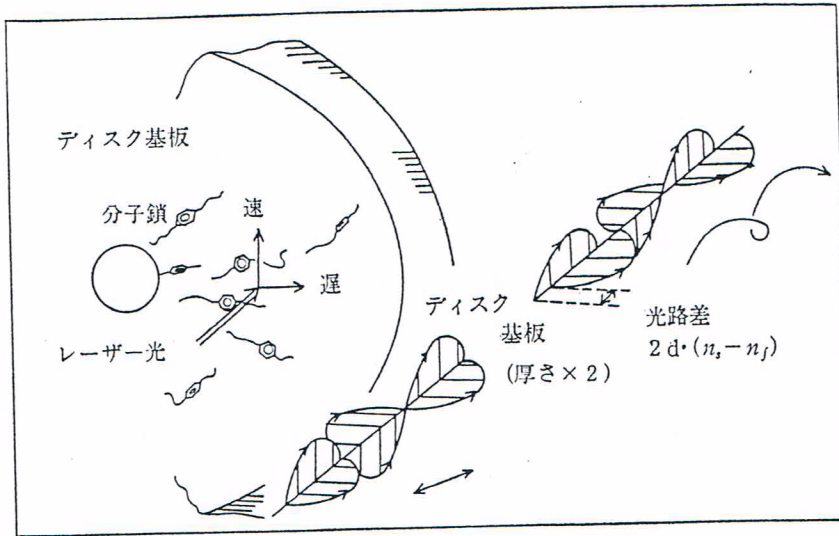 ディスク基板
分子鎖
速
遅
レーザー光
ディスク
基板
(厚さ×2)
光路差
2d·(nₛ−n_f)